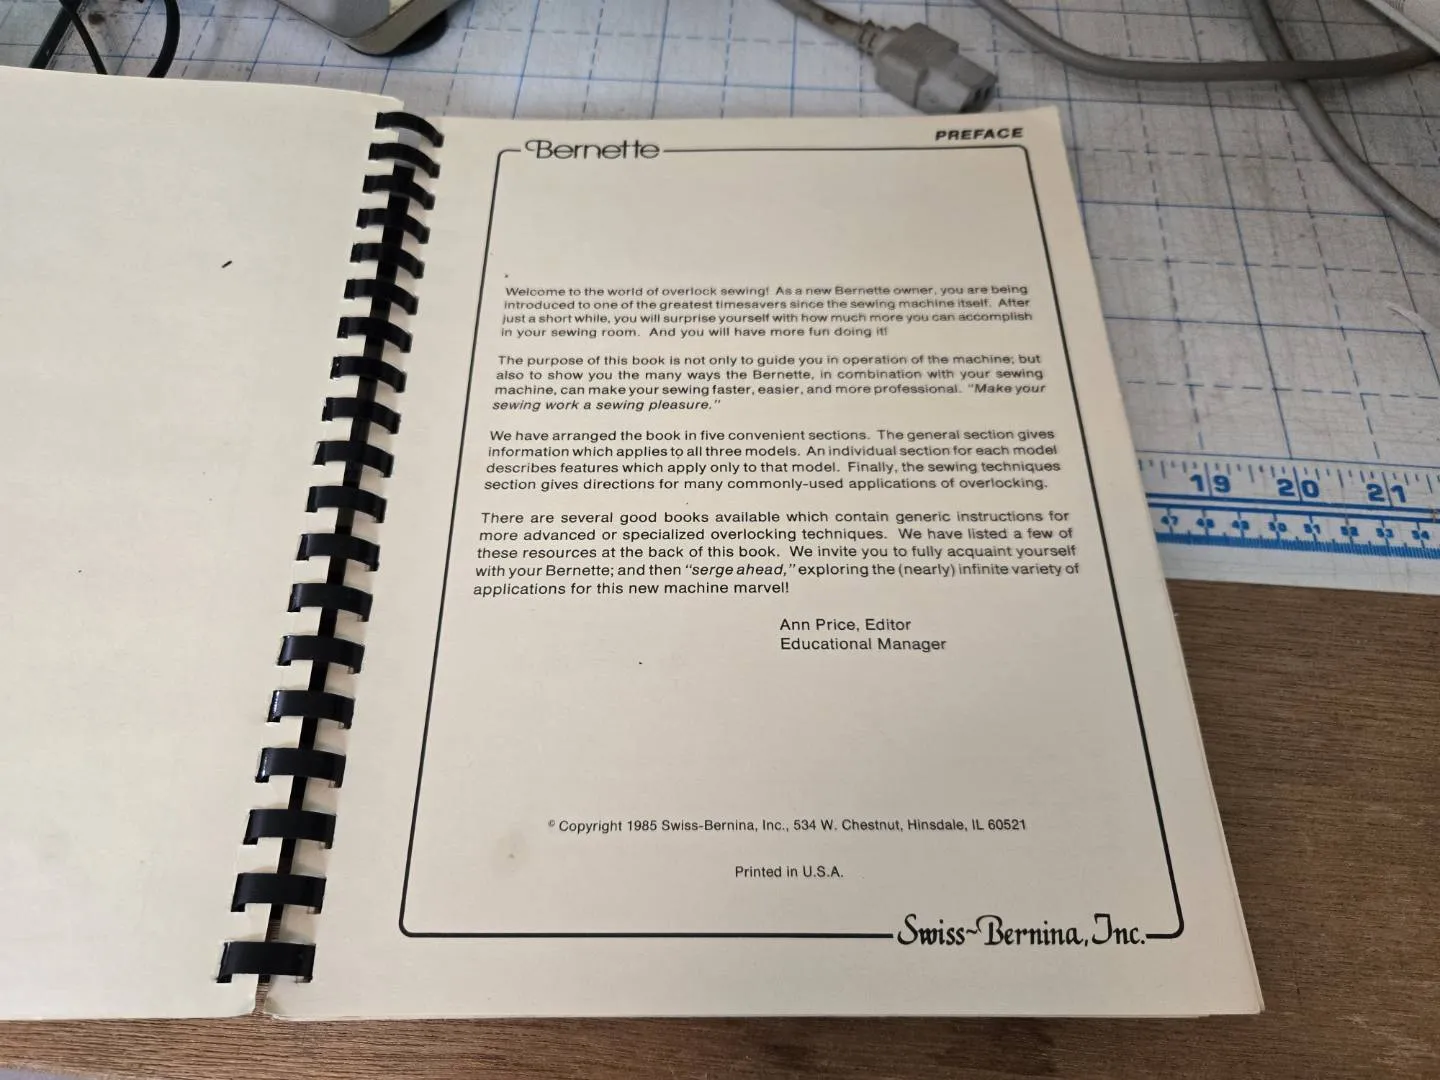 Bernette
PREFACE
Welcome to the world of overlock sewing! As a new Bernette owner, you are being
introduced to one of the greatest timesavers since the sewing machine itself. After
just a short while, you will surprise yourself with how much more you can accomplish
in your sewing room. And you will have more fun doing it!
The purpose of this book is not only to guide you in operation of the machine; but
also to show you the many ways the Bernette, in combination with your sewing
machine, can make your sewing faster, easier, and more professional. "Make your
sewing work a sewing pleasure."
We have arranged the book in five convenient sections. The general section gives
information which applies to all three models. An individual section for each model
describes features which apply only to that model. Finally, the sewing techniques
section gives directions for many commonly-used applications of overlocking.
There are several good books available which contain generic instructions for
more advanced or specialized overlocking techniques. We have listed a few of
these resources at the back of this book. We invite you to fully acquaint yourself
with your Bernette; and then "serge ahead," exploring the (nearly) infinite variety of
applications for this new machine marvel!
Ann Price, Editor
Educational Manager
© Copyright 1985 Swiss-Bernina, Inc., 534 W. Chestnut, Hinsdale, IL 60521
Printed in U.S.A.
Swiss~Bernina, Inc.
19 20 21
47 48 49 50 51 52 53 54